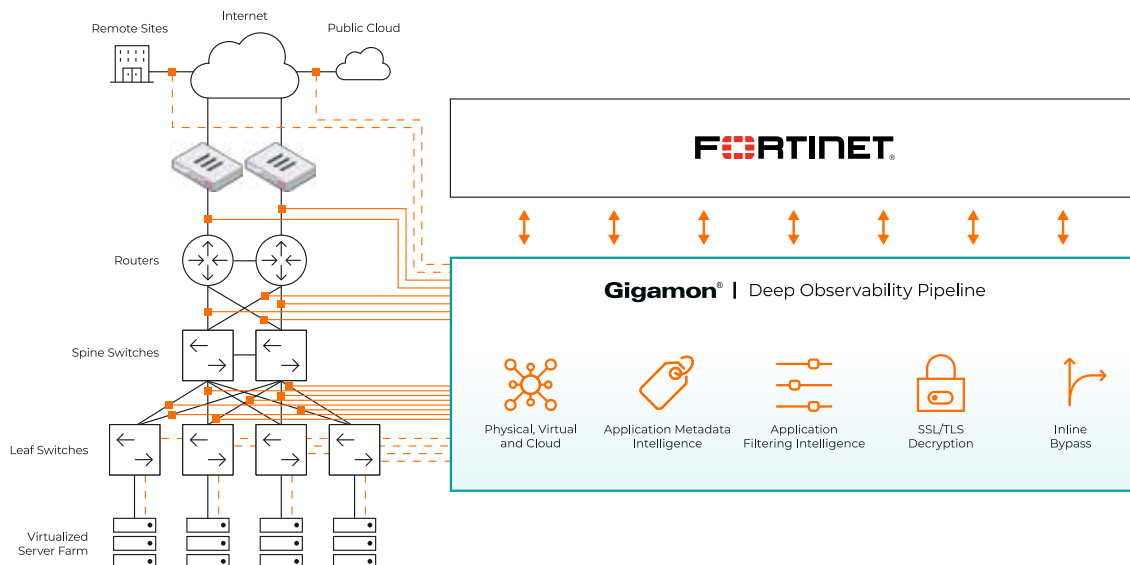 Internet
Remote Sites
Public Cloud
FORTINET®
Routers
Gigamon® | Deep Observability Pipeline
Spine Switches
Physical, Virtual
and Cloud
Application Metadata
Intelligence
Application
Filtering Intelligence
SSL/TLS
Decryption
Inline
Bypass
Leaf Switches
Virtualized
Server Farm